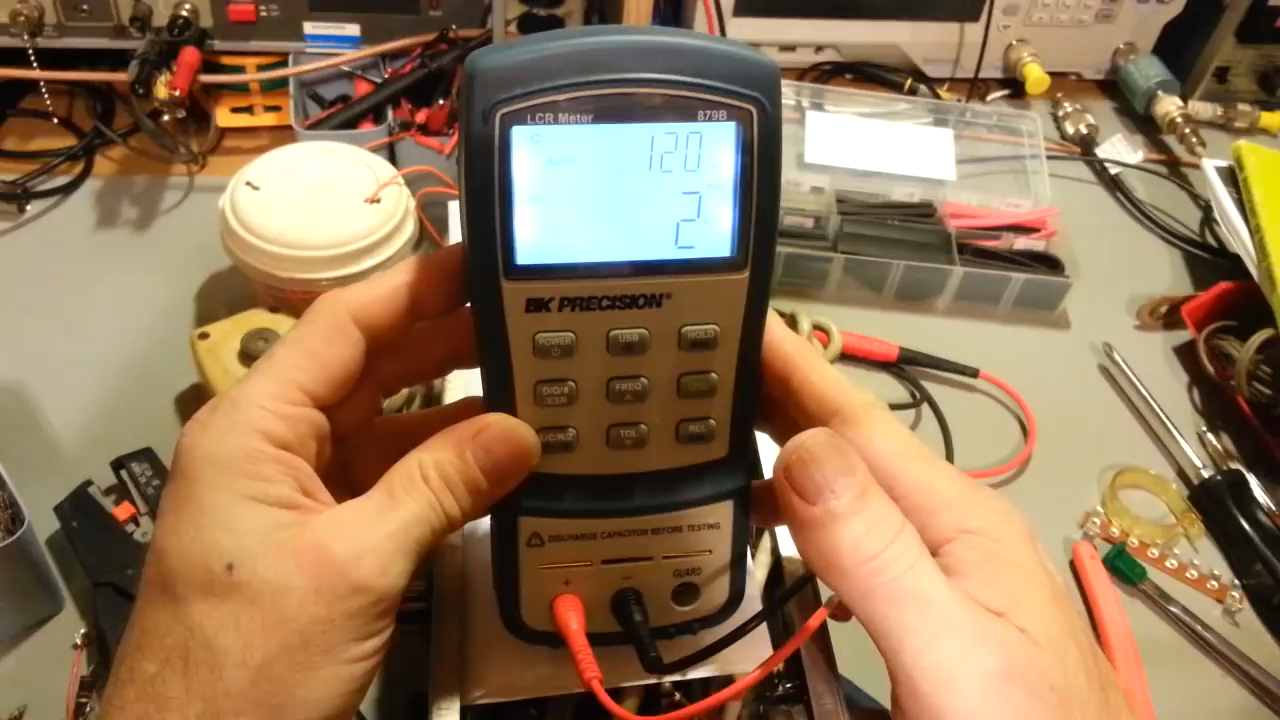 LCR Meter 879B
C
AUTO 120
2
BK PRECISION®
POWER USB HOLD
D/Q/θ
/ESR FREQ
L/C/R/Z TOL REL
DISCHARGE CAPACITOR BEFORE TESTING
+ − GUARD